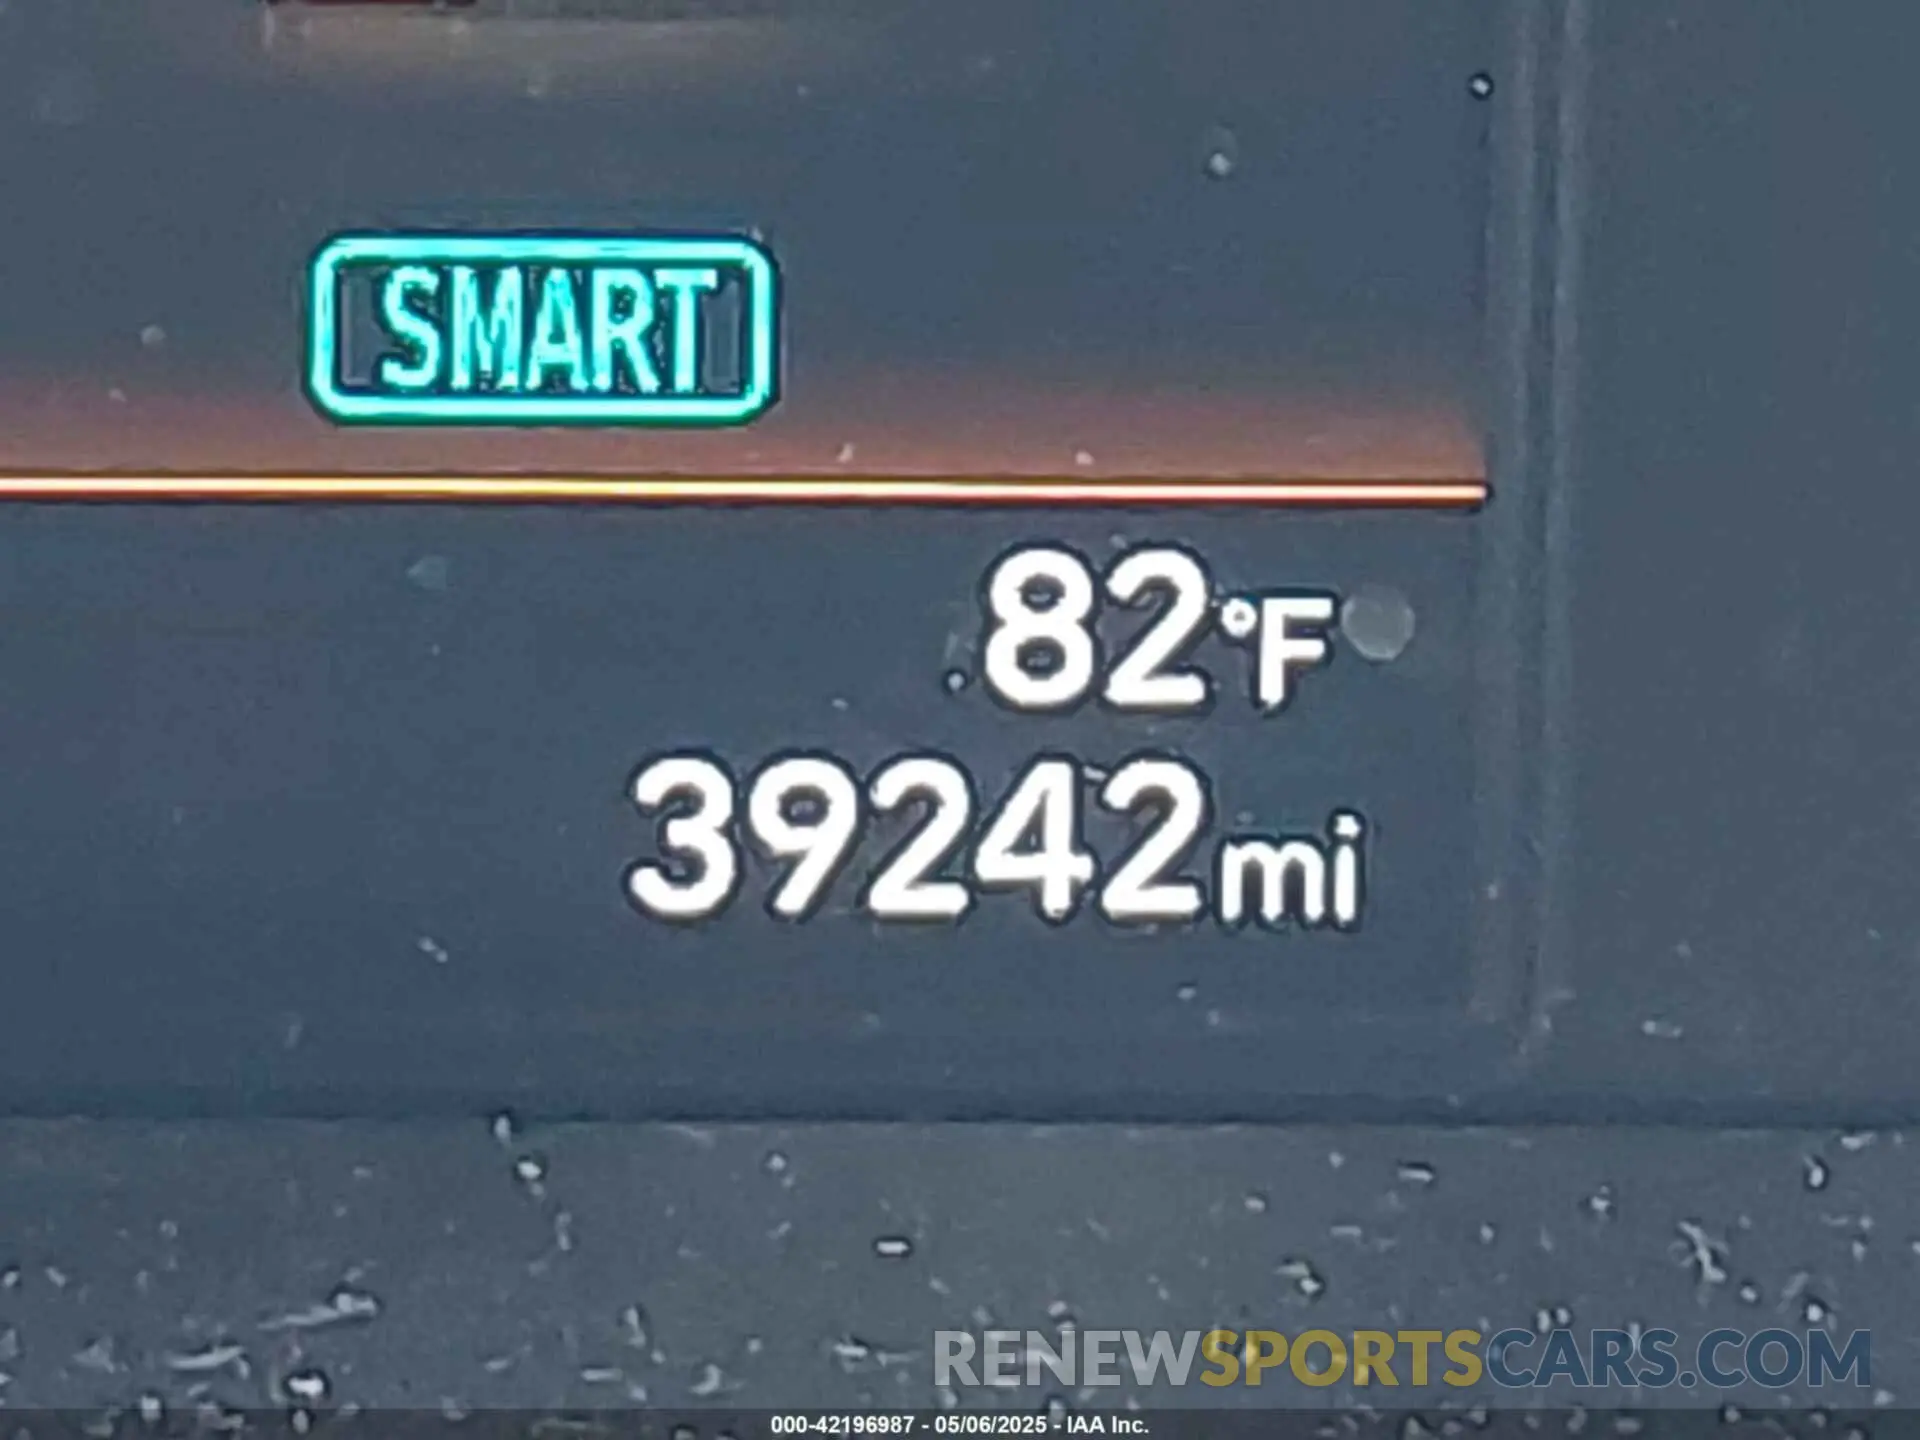 SMART
82°F
39242mi
RENEWSPORTSCARS.COM
000-42196987 - 05/06/2025 - IAA Inc.